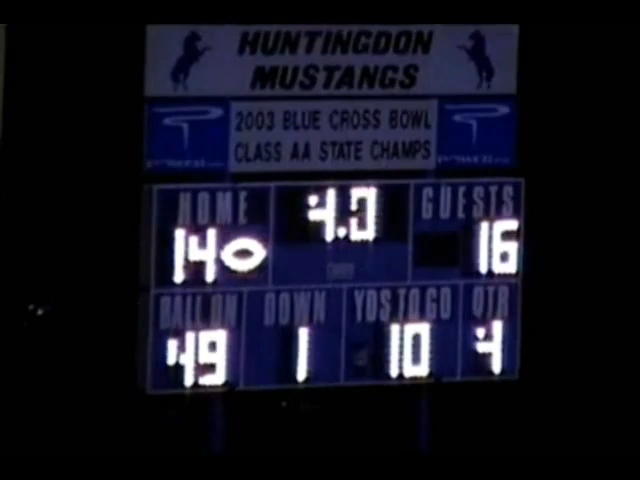 HUNTINGDON
MUSTANGS
2003 BLUE CROSS BOWL
CLASS AA STATE CHAMPS
HOME
4.0
GUESTS
14
16
BALL ON
DOWN
YDS TO GO
QTR
49
1
10
4